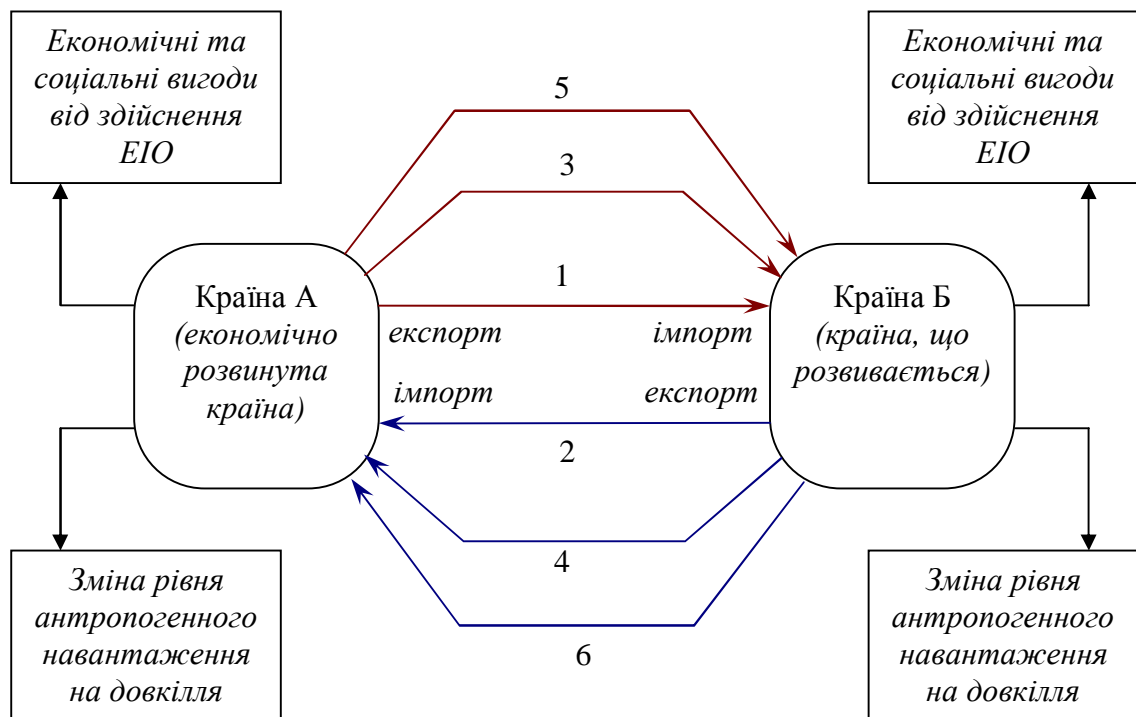 Економічні та
соціальні вигоди
від здійснення
ЕІО
Економічні та
соціальні вигоди
від здійснення
ЕІО
5
3
1
Країна А
(економічно
розвинута
країна)
експорт
імпорт
Країна Б
(країна, що
розвивається)
імпорт
експорт
2
4
6
Зміна рівня
антропогенного
навантаження
на довкілля
Зміна рівня
антропогенного
навантаження
на довкілля